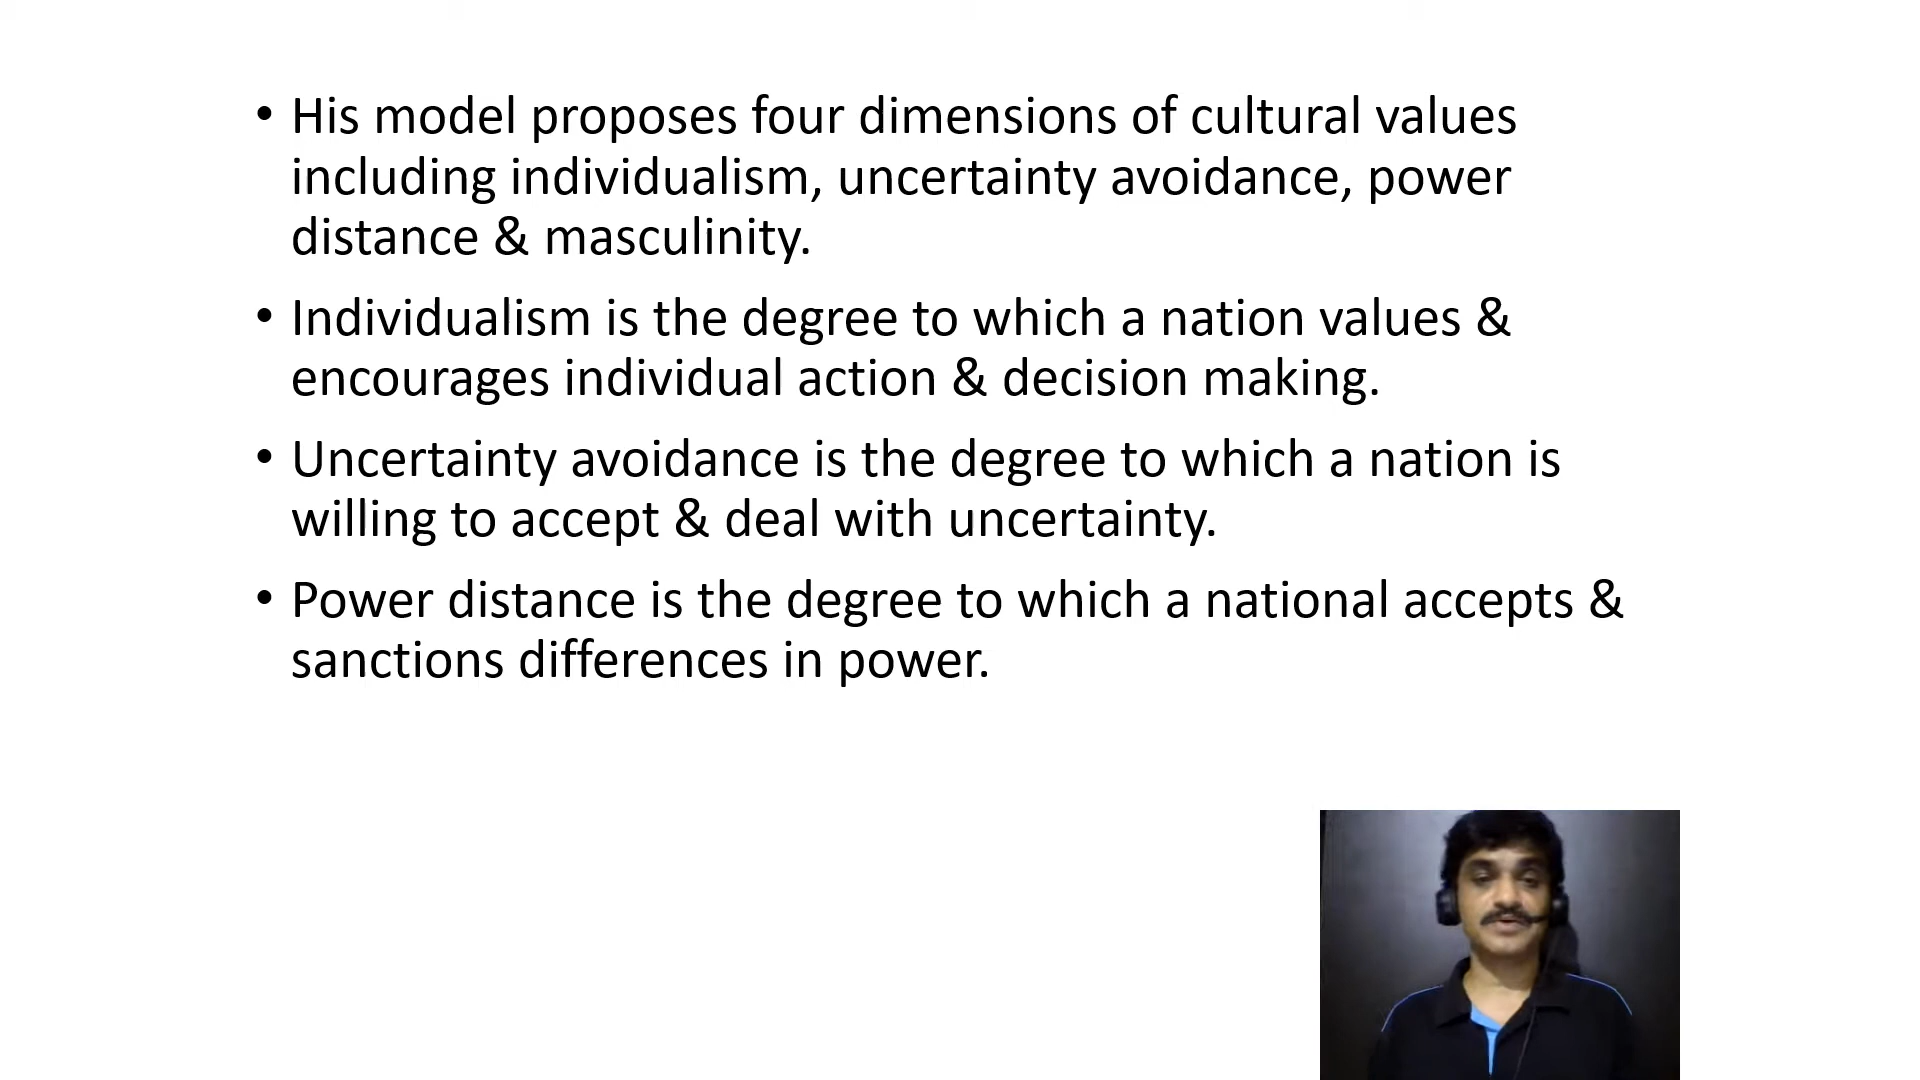 • His model proposes four dimensions of cultural values
including individualism, uncertainty avoidance, power
distance & masculinity.
• Individualism is the degree to which a nation values &
encourages individual action & decision making.
• Uncertainty avoidance is the degree to which a nation is
willing to accept & deal with uncertainty.
• Power distance is the degree to which a national accepts &
sanctions differences in power.